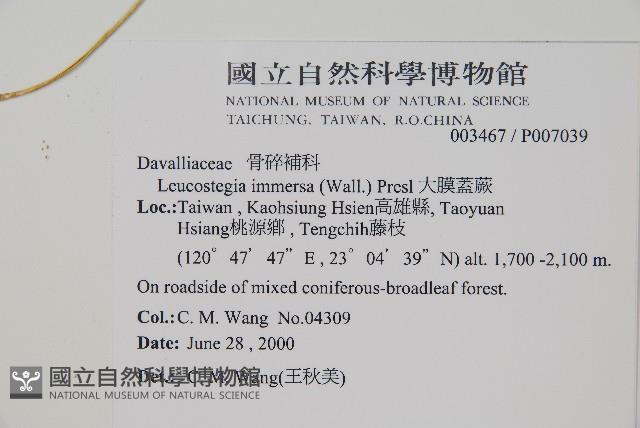 國立自然科學博物館
NATIONAL MUSEUM OF NATURAL SCIENCE
TAICHUNG, TAIWAN, R.O.CHINA
003467 / P007039
Davalliaceae 骨碎補科
Leucostegia immersa (Wall.) Presl 大膜蓋蕨
Loc.:Taiwan , Kaohsiung Hsien高雄縣, Taoyuan
Hsiang桃源鄉 , Tengchih藤枝
(120° 47’ 47” E , 23° 04’ 39” N) alt. 1,700 -2,100 m.
On roadside of mixed coniferous-broadleaf forest.
Col.: C. M. Wang No.04309
Date: June 28 , 2000
Det.: C. M. Wang(王秋美)
國立自然科學博物館
NATIONAL MUSEUM OF NATURAL SCIENCE